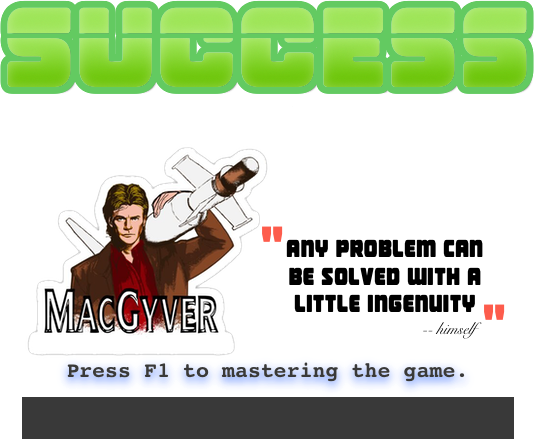 SUCCESS
"ANY PROBLEM CAN
BE SOLVED WITH A
LITTLE INGENUITY"
-- himself
MACGYVER
Press F1 to mastering the game.